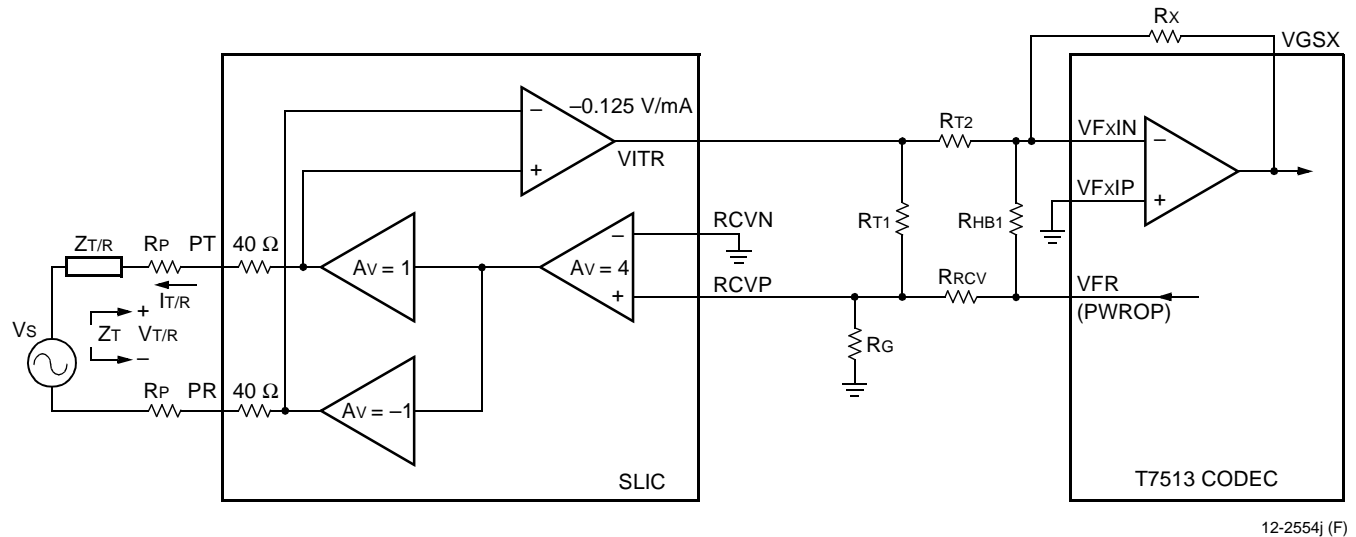 RX
VGSX
–0.125 V/mA
RT2
VFXIN
VITR
VFXIP
RCVN
RT1
RHB1
ZT/R
RP
PT
40 Ω
AV = 1
AV = 4
IT/R
RCVP
RRCV
VFR
(PWROP)
VS
ZT
+
VT/R
–
RG
RP
PR
40 Ω
AV = –1
SLIC
T7513 CODEC
12-2554j (F)